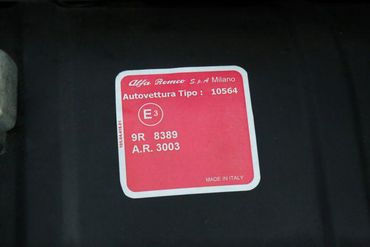 Alfa Romeo S.p.A Milano
Autovettura Tipo : 10564
E3
9R 8389
A.R. 3003
MADE IN ITALY